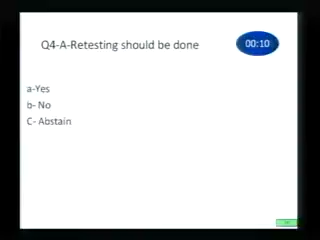 Q4-A-Retesting should be done
00:10
a-Yes
b- No
C- Abstain